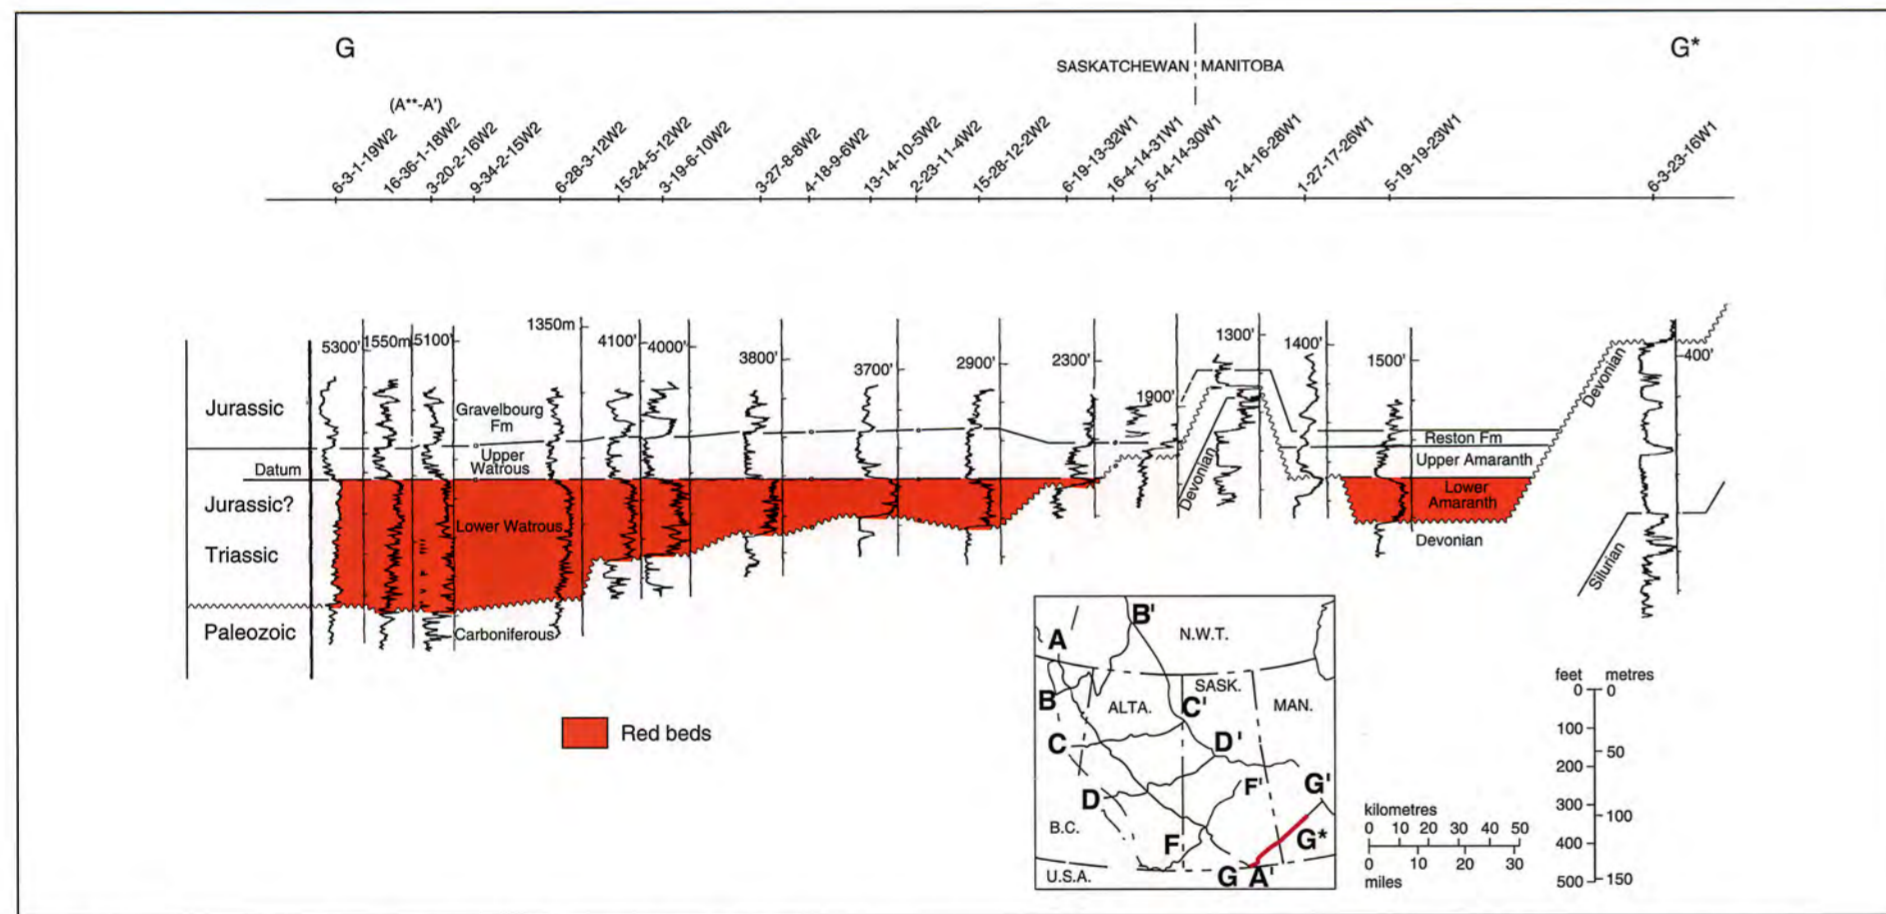 G
G*
SASKATCHEWAN
MANITOBA
(A**-A')
6-3-1-19W2
16-36-1-18W2
3-20-2-16W2
9-34-2-15W2
6-28-3-12W2
15-24-5-12W2
3-19-6-10W2
3-27-8-8W2
4-18-9-6W2
13-14-10-5W2
2-23-11-4W2
15-28-12-2W2
6-19-13-32W1
16-4-14-31W1
5-14-14-30W1
2-14-16-28W1
1-27-17-26W1
5-19-19-23W1
6-3-23-16W1
5300'
1550m
5100'
1350m
4100'
4000'
3800'
3700'
2900'
2300'
1900'
1300'
1400'
1500'
400'
Jurassic
Datum
Jurassic?
Triassic
Paleozoic
Gravelbourg
Fm
Upper
Watrous
Lower Watrous
Carboniferous
Devonian
Reston Fm
Upper Amaranth
Lower
Amaranth
Devonian
Devonian
Silurian
Red beds
A
B'
N.W.T.
B
ALTA.
C'
SASK.
MAN.
C
D'
D
F'
G'
B.C.
F
G*
U.S.A.
G
A'
kilometres
0 10 20 30 40 50
0 10 20 30
miles
feet metres
0 0
100
50
200
300
100
400
500 150